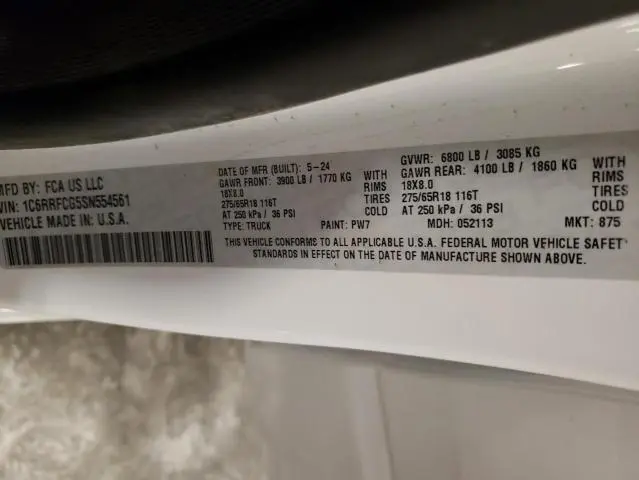 MFD BY: FCA US LLC
VIN: 1C6RRFCG5SN554561
VEHICLE MADE IN U.S.A.
DATE OF MFR (BUILT): 5-24
GAWR FRONT: 3900 LB / 1770 KG WITH
18X8.0 RIMS
275/65R18 116T TIRES
AT 250 kPa / 36 PSI COLD
TYPE: TRUCK PAINT: PW7
GVWR: 6800 LB / 3085 KG
GAWR REAR: 4100 LB / 1860 KG WITH
18X8.0 RIMS
275/65R18 116T TIRES
AT 250 kPa / 36 PSI COLD
MDH: 052113 MKT: 875
THIS VEHICLE CONFORMS TO ALL APPLICABLE U.S.A. FEDERAL MOTOR VEHICLE SAFETY
STANDARDS IN EFFECT ON THE DATE OF MANUFACTURE SHOWN ABOVE.